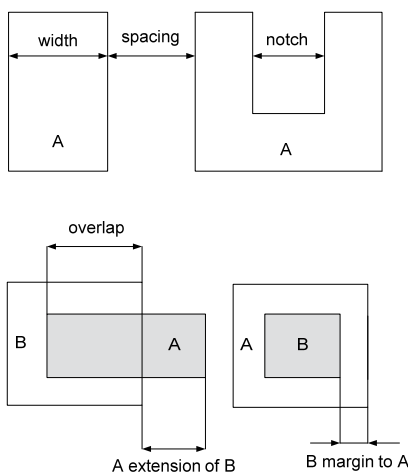 width
spacing
notch
A
A
overlap
B
A
A
B
A extension of B
B margin to A